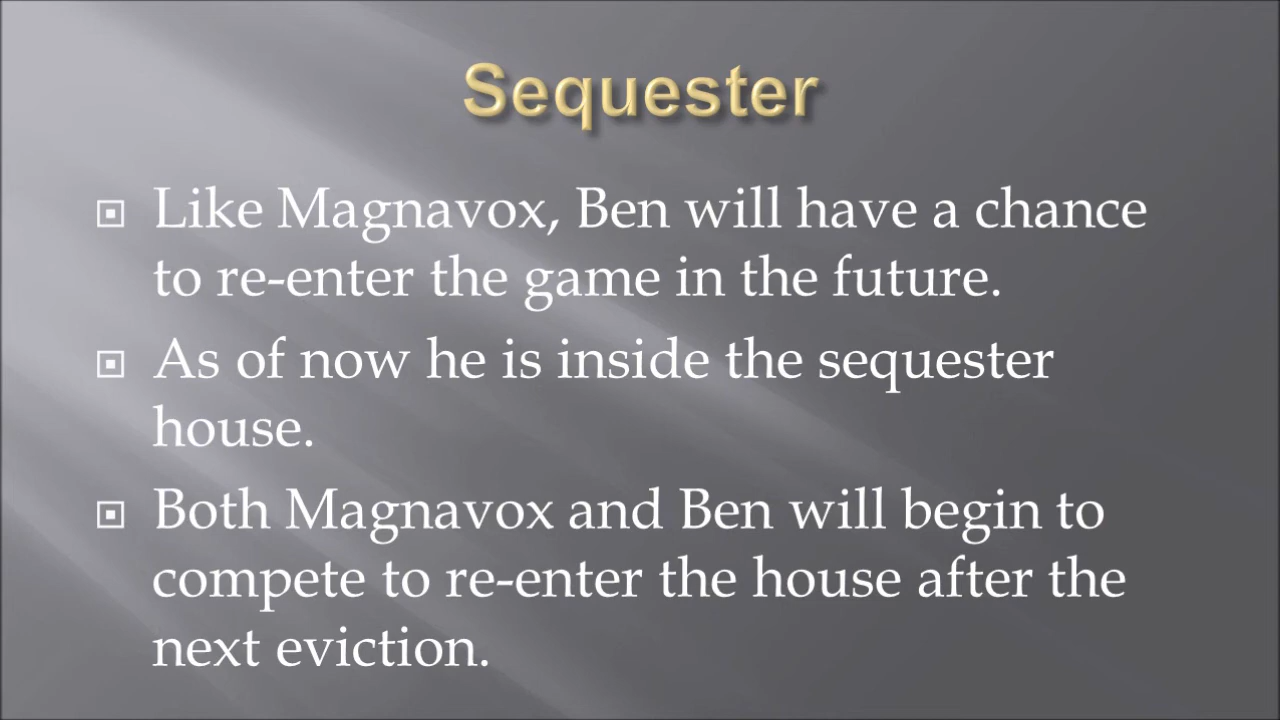 Sequester
Like Magnavox, Ben will have a chance
to re-enter the game in the future.
As of now he is inside the sequester
house.
Both Magnavox and Ben will begin to
compete to re-enter the house after the
next eviction.